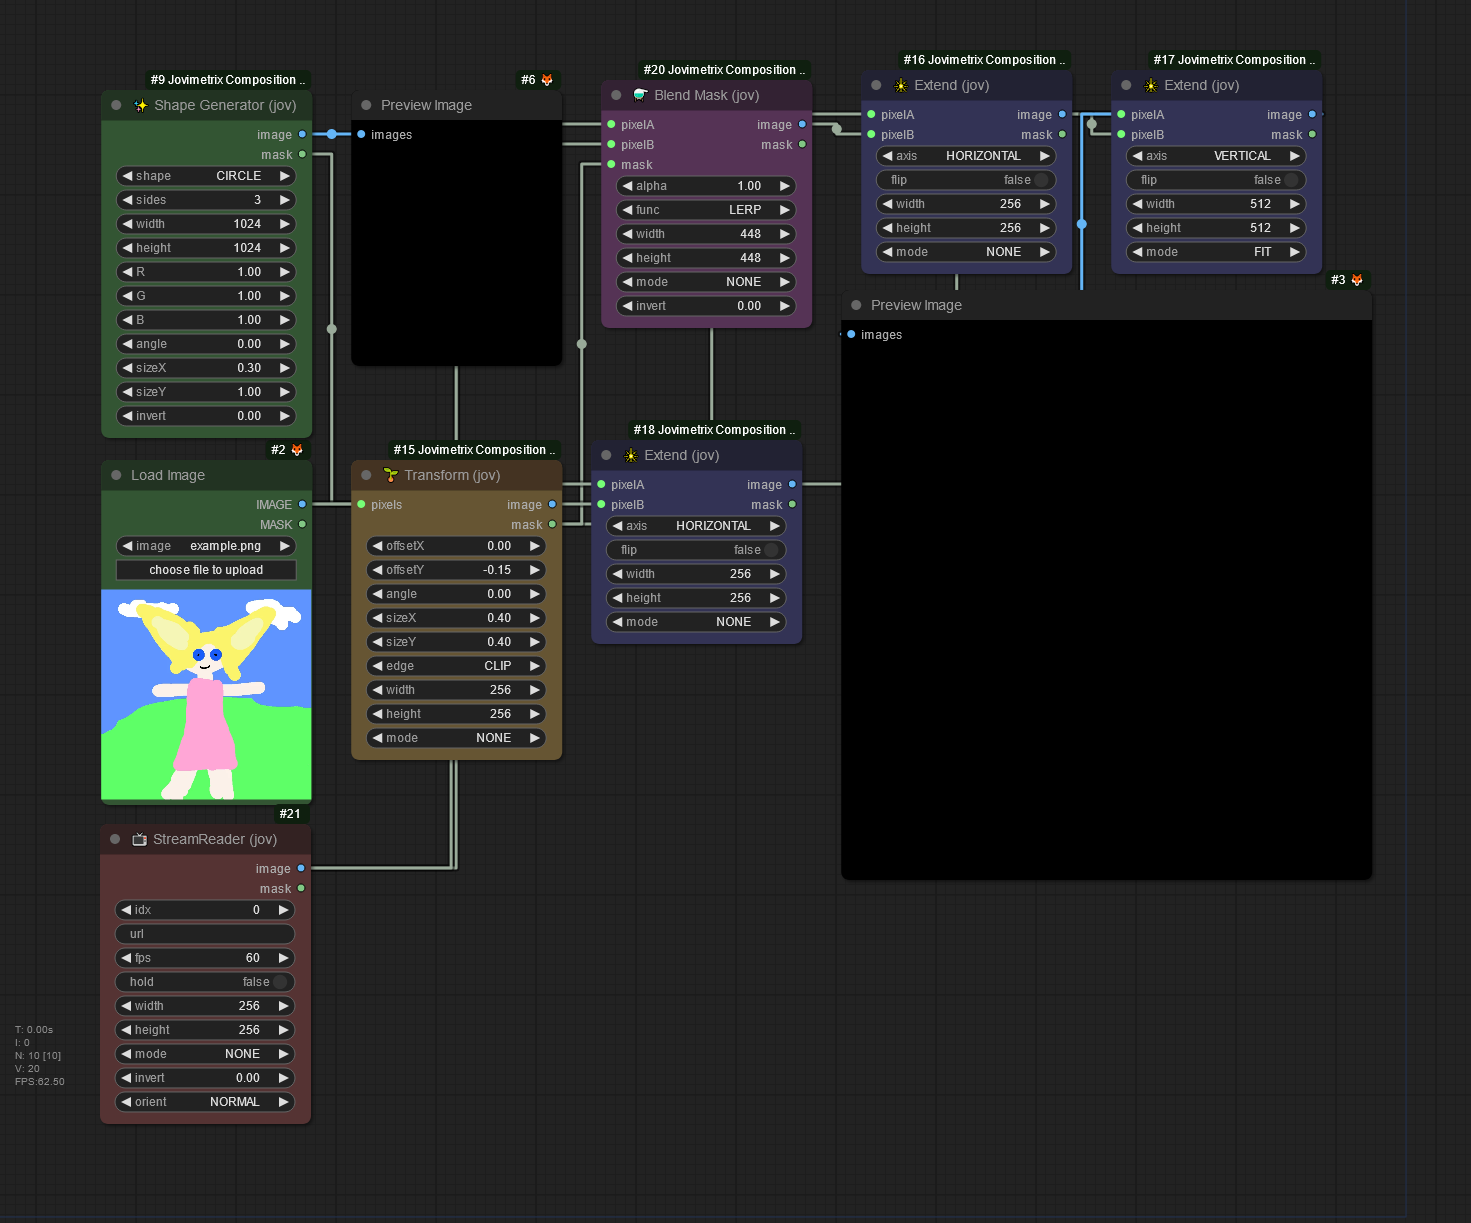 #9 Jovimetrix Composition ..
Shape Generator (jov)
image
mask
shape CIRCLE
sides 3
width 1024
height 1024
R 1.00
G 1.00
B 1.00
angle 0.00
sizeX 0.30
sizeY 1.00
invert 0.00
#6
Preview Image
images
#20 Jovimetrix Composition ..
Blend Mask (jov)
pixelA image
pixelB mask
mask
alpha 1.00
func LERP
width 448
height 448
mode NONE
invert 0.00
#16 Jovimetrix Composition ..
Extend (jov)
pixelA image
pixelB mask
axis HORIZONTAL
flip false
width 256
height 256
mode NONE
#17 Jovimetrix Composition ..
Extend (jov)
pixelA image
pixelB mask
axis VERTICAL
flip false
width 512
height 512
mode FIT
#3
Preview Image
images
#2
Load Image
IMAGE
MASK
image example.png
choose file to upload
#15 Jovimetrix Composition ..
Transform (jov)
pixels image
mask
offsetX 0.00
offsetY -0.15
angle 0.00
sizeX 0.40
sizeY 0.40
edge CLIP
width 256
height 256
mode NONE
#18 Jovimetrix Composition ..
Extend (jov)
pixelA image
pixelB mask
axis HORIZONTAL
flip false
width 256
height 256
mode NONE
#21
StreamReader (jov)
image
mask
idx 0
url
fps 60
hold false
width 256
height 256
mode NONE
invert 0.00
orient NORMAL
T: 0.00s
I: 0
N: 10 [10]
V: 20
FPS:62.50